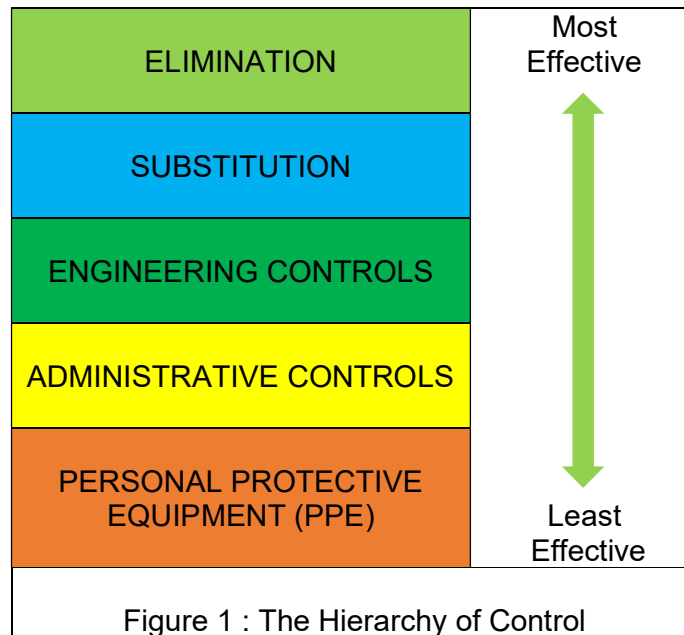 ELIMINATION
Most
Effective
SUBSTITUTION
ENGINEERING CONTROLS
ADMINISTRATIVE CONTROLS
PERSONAL PROTECTIVE
EQUIPMENT (PPE)
Least
Effective
Figure 1 : The Hierarchy of Control